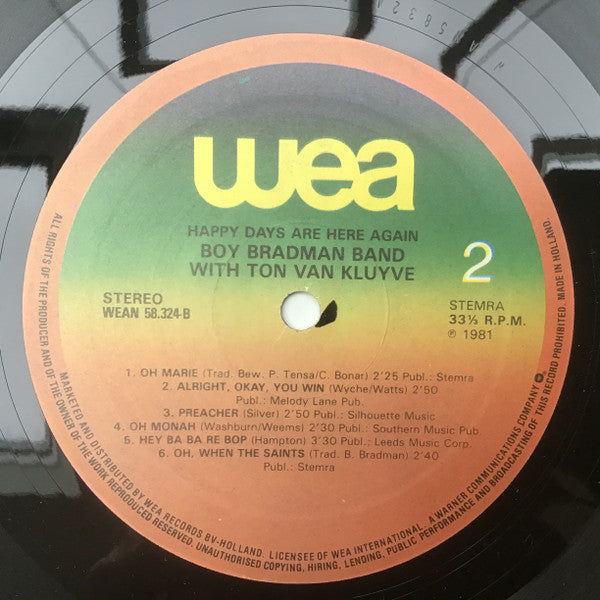 wea
HAPPY DAYS ARE HERE AGAIN
BOY BRADMAN BAND
WITH TON VAN KLUYVE
2
STEREO
WEAN 58.324-B
STEMRA
33⅓ R.P.M.
℗ 1981
1. OH MARIE (Trad. Bew. P. Tensa/C. Bonar) 2'25 Publ.: Stemra
2. ALRIGHT, OKAY, YOU WIN (Wyche/Watts) 2'50
Publ.: Melody Lane Pub.
3. PREACHER (Silver) 2'50 Publ.: Silhouette Music
4. OH MONAH (Washburn/Weems) 2'30 Publ.: Southern Music Pub.
5. HEY BA BA RE BOP (Hampton) 3'30 Publ.: Leeds Music Corp.
6. OH, WHEN THE SAINTS (Trad. B. Bradman) 2'40
Publ.: Stemra
ALL RIGHTS OF THE PRODUCER AND OF THE OWNER OF THE WORK REPRODUCED RESERVED. UNAUTHORISED COPYING, HIRING, LENDING, PUBLIC PERFORMANCE AND BROADCASTING OF THIS RECORD PROHIBITED. MADE IN HOLLAND.
MARKETED AND DISTRIBUTED BY WEA RECORDS BV-HOLLAND. LICENSEE OF WEA INTERNATIONAL. A WARNER COMMUNICATIONS COMPANY